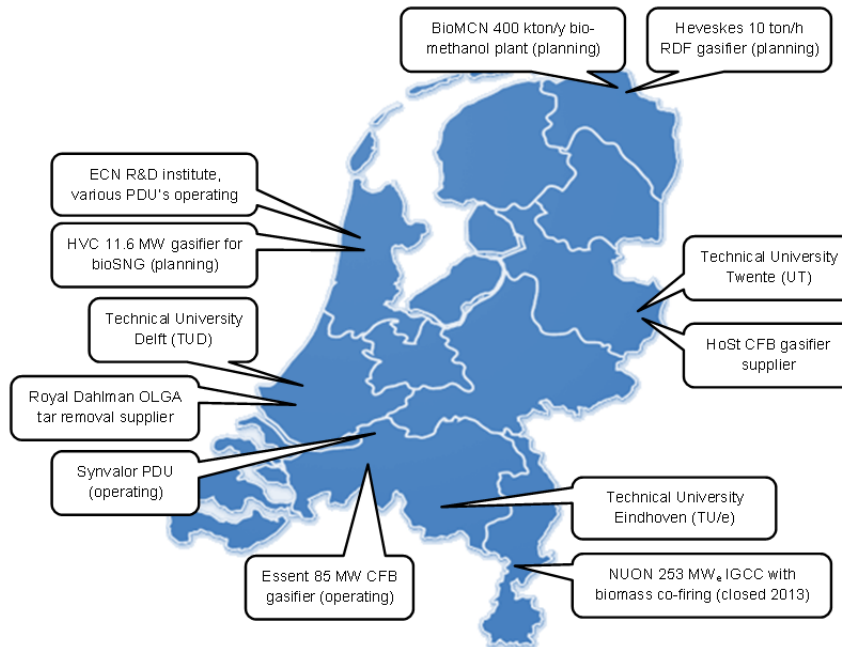 BioMCN 400 kton/y bio-
methanol plant (planning)
Heveskes 10 ton/h
RDF gasifier (planning)
ECN R&D institute,
various PDU's operating
HVC 11.6 MW gasifier for
bioSNG (planning)
Technical University
Twente (UT)
Technical University
Delft (TUD)
HoSt CFB gasifier
supplier
Royal Dahlman OLGA
tar removal supplier
Synvalor PDU
(operating)
Technical University
Eindhoven (TU/e)
Essent 85 MW CFB
gasifier (operating)
NUON 253 MWₑ IGCC with
biomass co-firing (closed 2013)